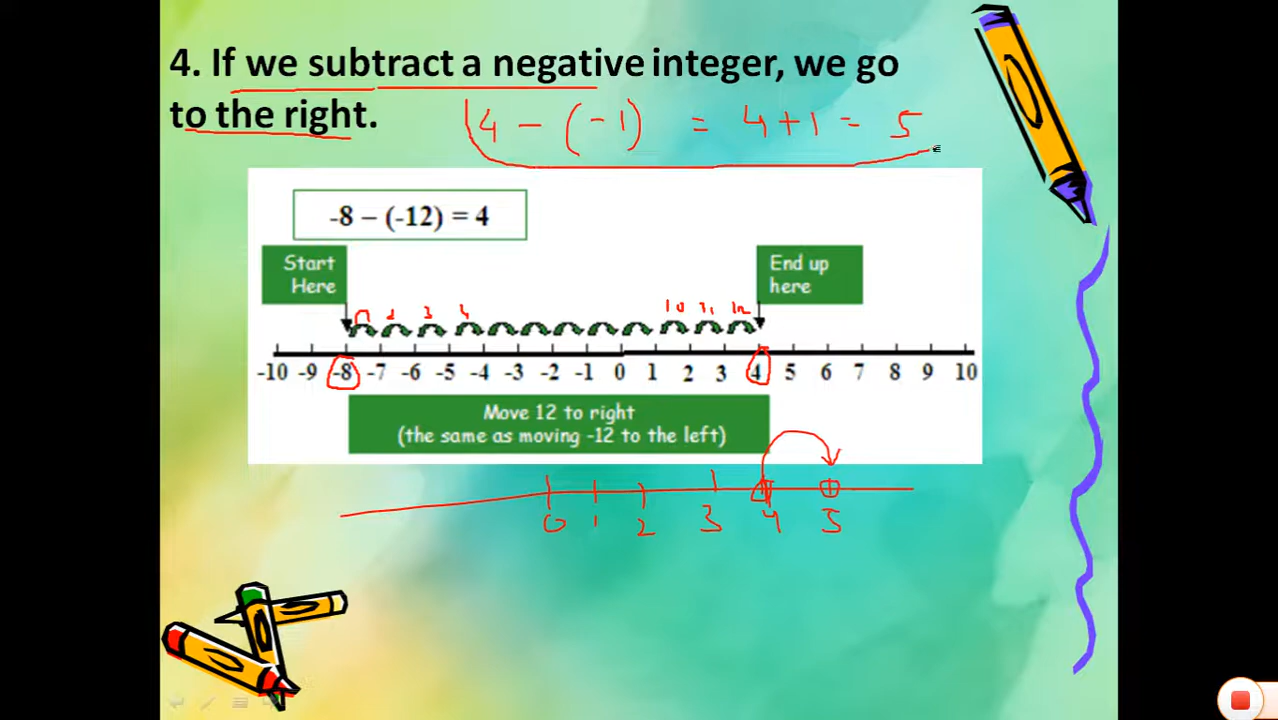 4. If we subtract a negative integer, we go
to the right.
4 - (-1) = 4+1 = 5
-8 – (-12) = 4
Start
Here
End up
here
1 2 3 4 10 11 12
-10 -9 -8 -7 -6 -5 -4 -3 -2 -1 0 1 2 3 4 5 6 7 8 9 10
Move 12 to right
(the same as moving -12 to the left)
0 1 2 3 4 5